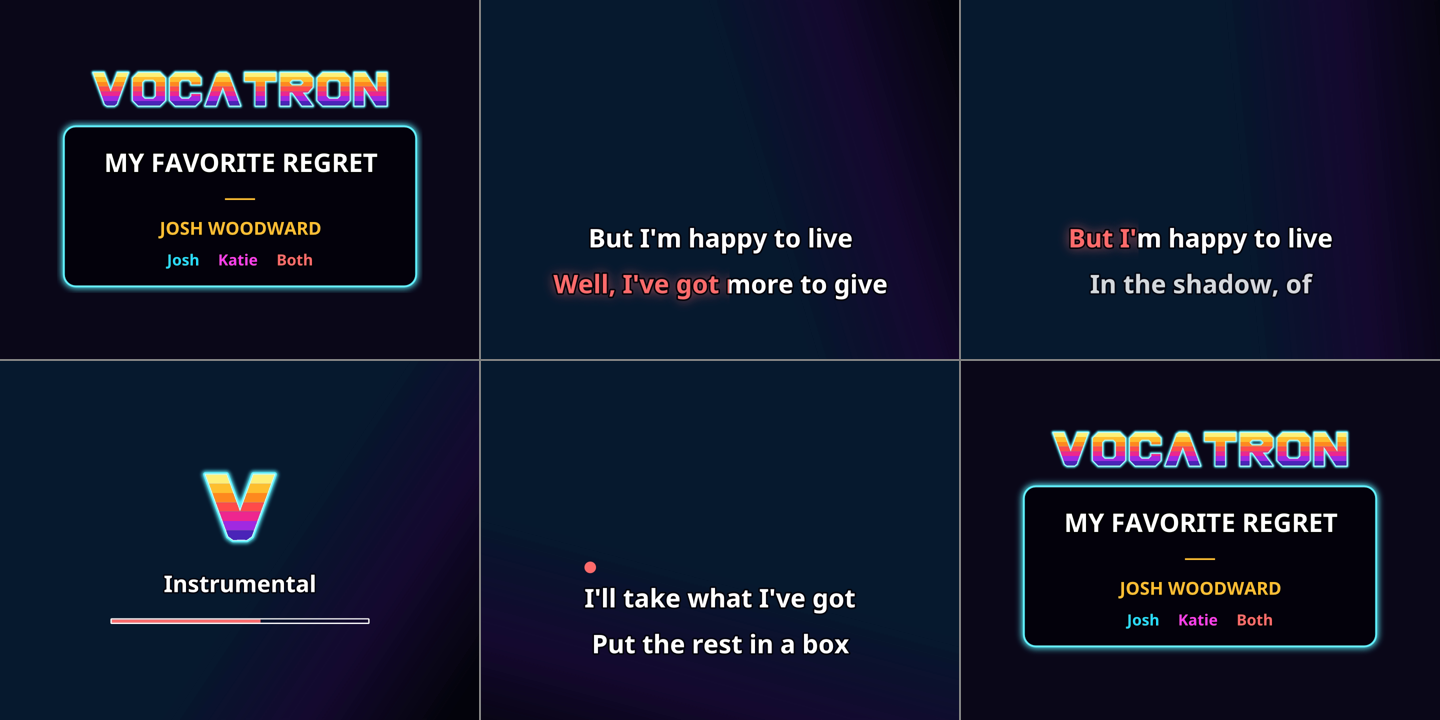 VOCATRON
MY FAVORITE REGRET
JOSH WOODWARD
Josh Katie Both
But I'm happy to live
Well, I've got more to give
But I'm happy to live
In the shadow, of
V
Instrumental
I'll take what I've got
Put the rest in a box
VOCATRON
MY FAVORITE REGRET
JOSH WOODWARD
Josh Katie Both